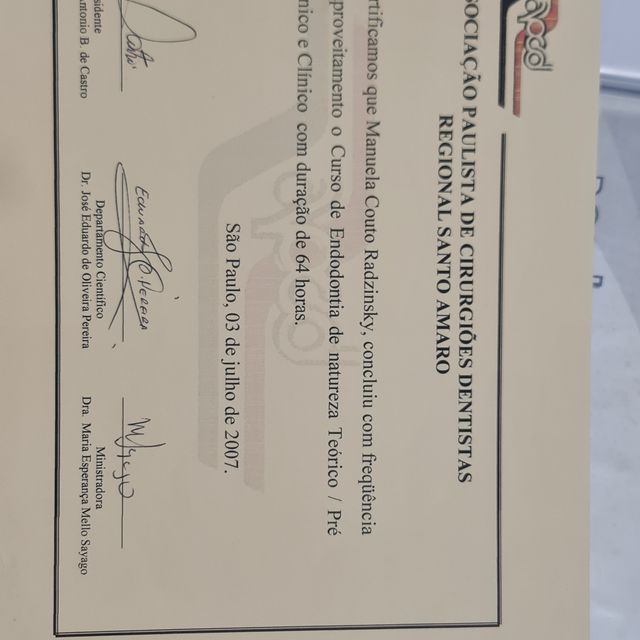 apcd
SOCIAÇÃO PAULISTA DE CIRURGIÕES DENTISTAS
REGIONAL SANTO AMARO
rtificamos que Manuela Couto Radzinsky, concluiu com freqüência
proveitamento o Curso de Endodontia de natureza Teórico / Pré
nico e Clínico com duração de 64 horas.
São Paulo, 03 de julho de 2007.
sidente
Antonio B. de Castro
Departamento Científico
Dr. José Eduardo de Oliveira Pereira
Ministradora
Dra. Maria Esperança Mello Sayago